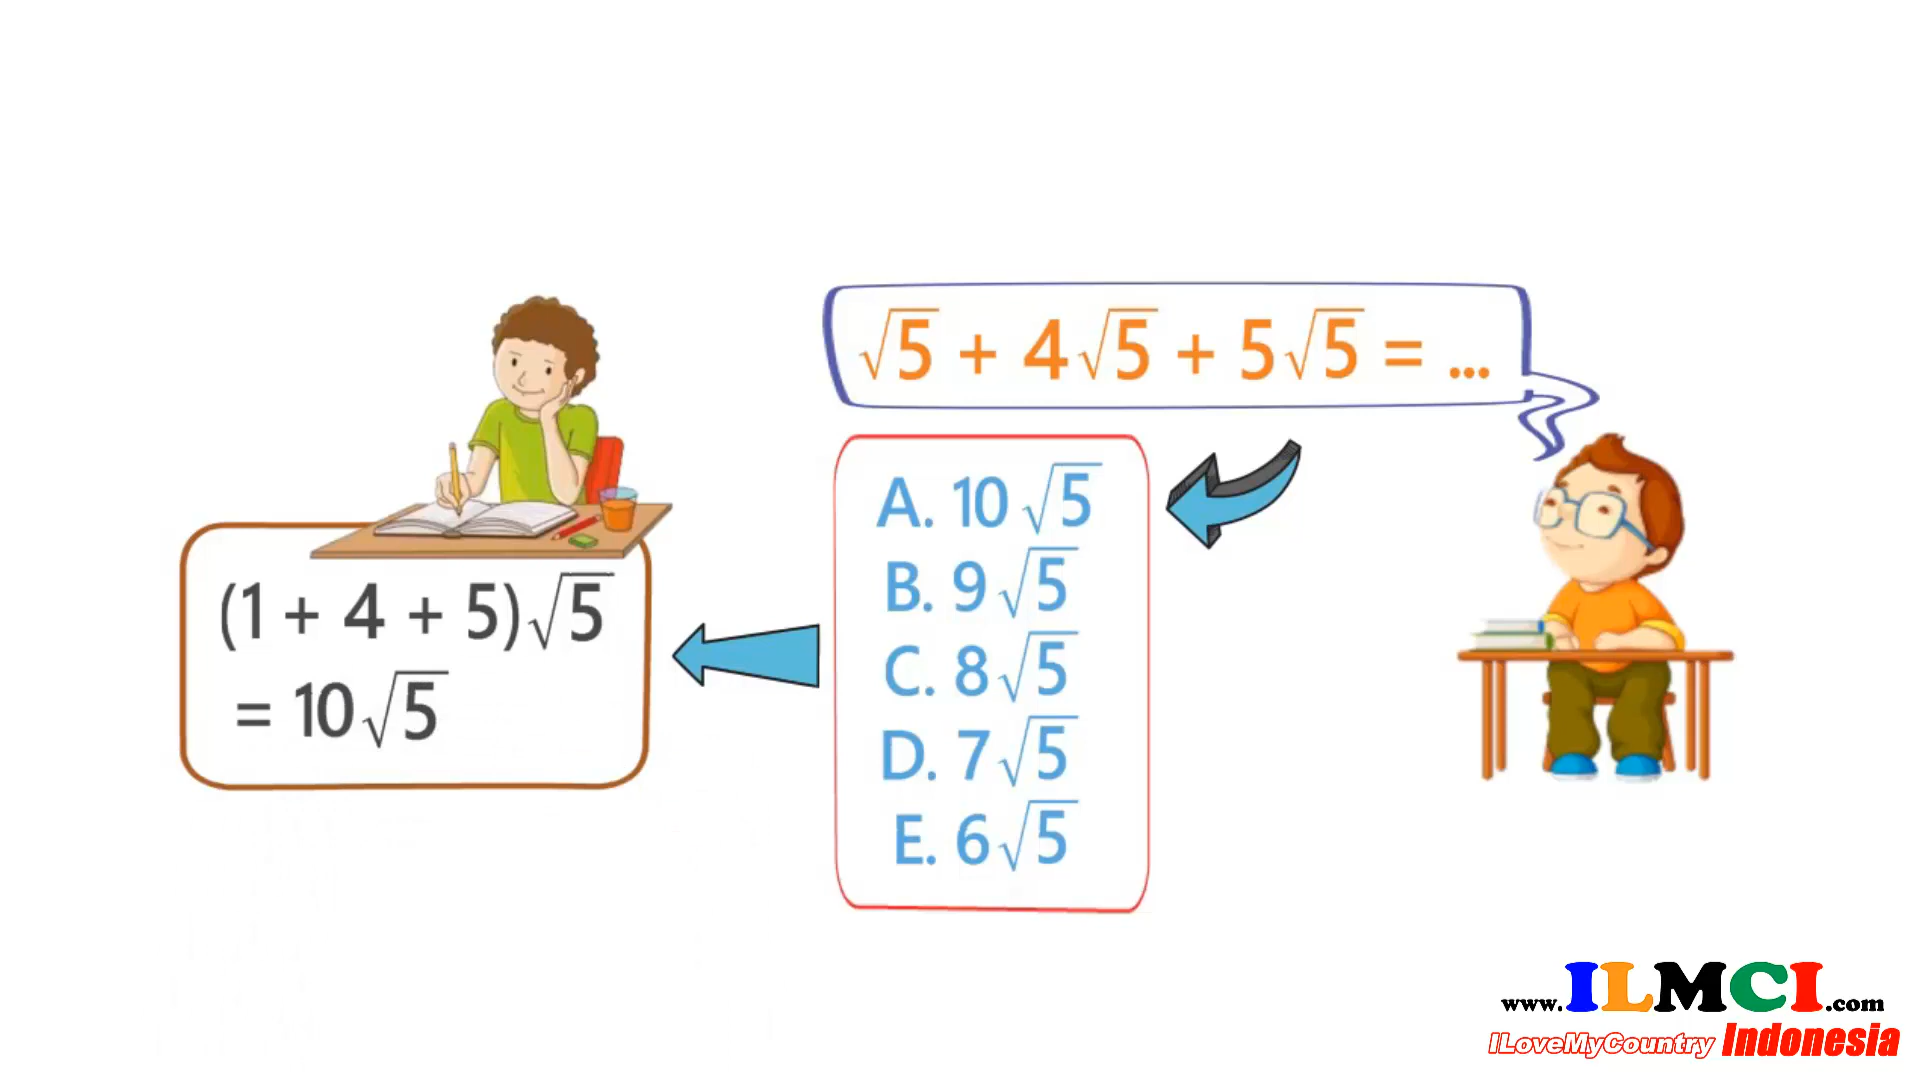 √5 + 4√5 + 5√5 = ...
A. 10√5
B. 9√5
C. 8√5
D. 7√5
E. 6√5
(1 + 4 + 5)√5
= 10√5
www.ILMCI.com
ILoveMyCountry Indonesia